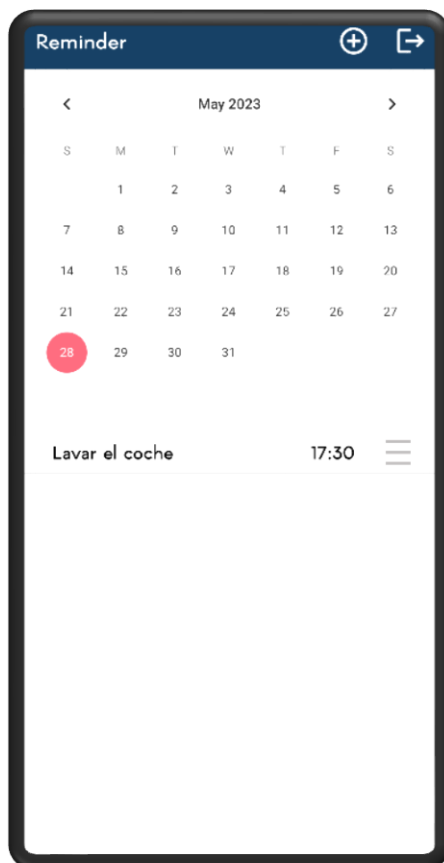 Reminder
May 2023
S M T W T F S
1 2 3 4 5 6
7 8 9 10 11 12 13
14 15 16 17 18 19 20
21 22 23 24 25 26 27
28 29 30 31
Lavar el coche 17:30